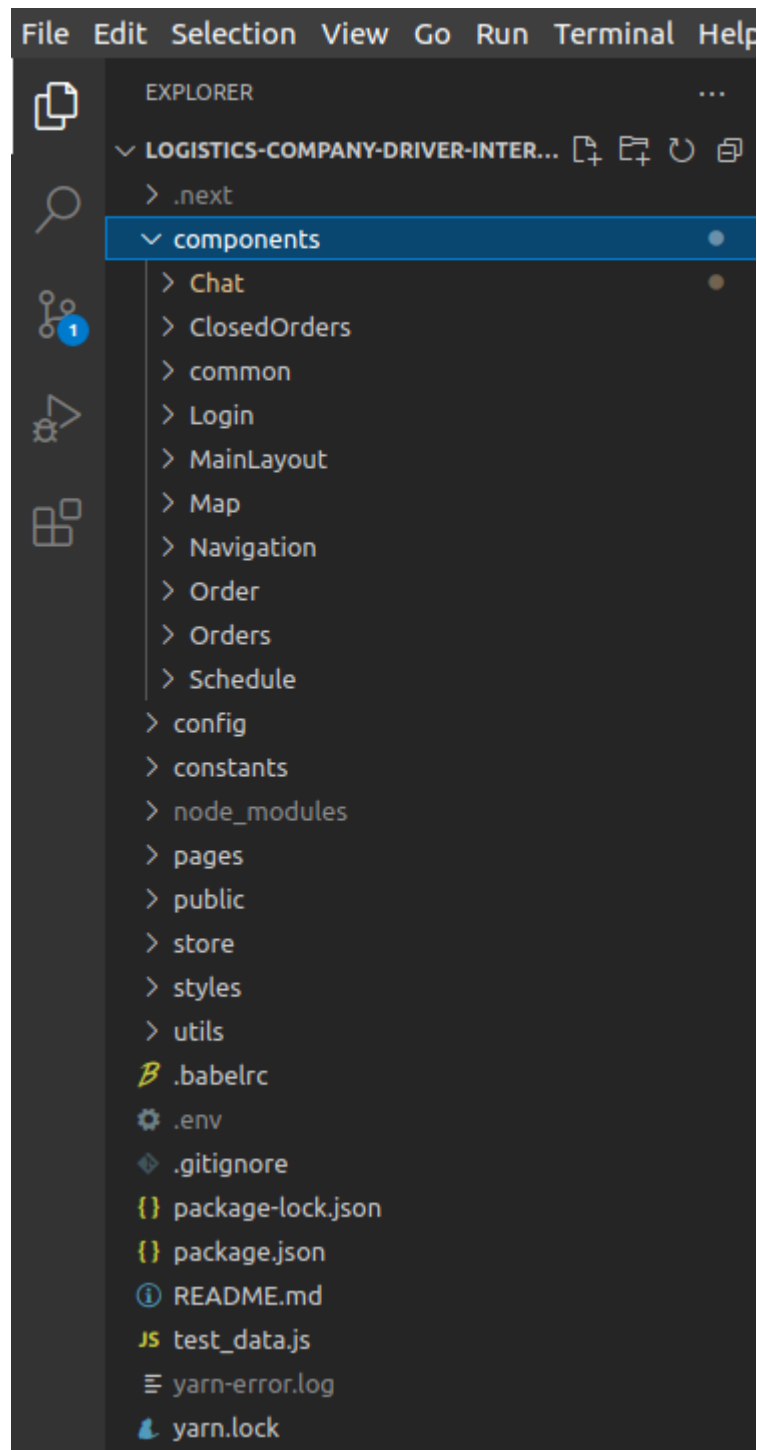 File Edit Selection View Go Run Terminal Help
EXPLORER
LOGISTICS-COMPANY-DRIVER-INTER...
.next
components
Chat
ClosedOrders
common
Login
MainLayout
Map
Navigation
Order
Orders
Schedule
config
constants
node_modules
pages
public
store
styles
utils
.babelrc
.env
.gitignore
package-lock.json
package.json
README.md
JS test_data.js
yarn-error.log
yarn.lock
1